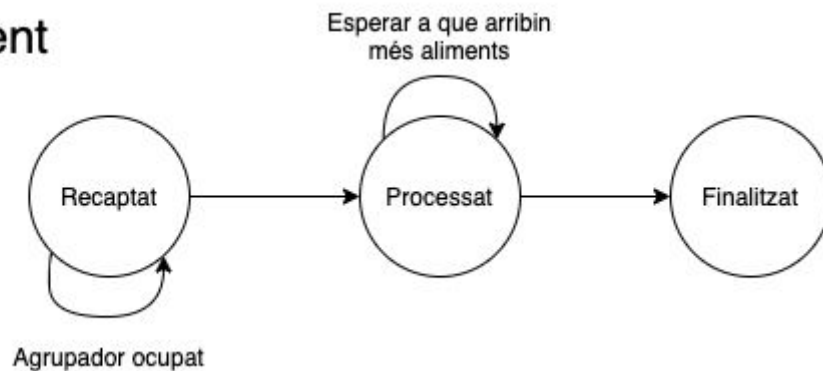 ent
Esperar a que arribin
més aliments
Recaptat
Processat
Finalitzat
Agrupador ocupat